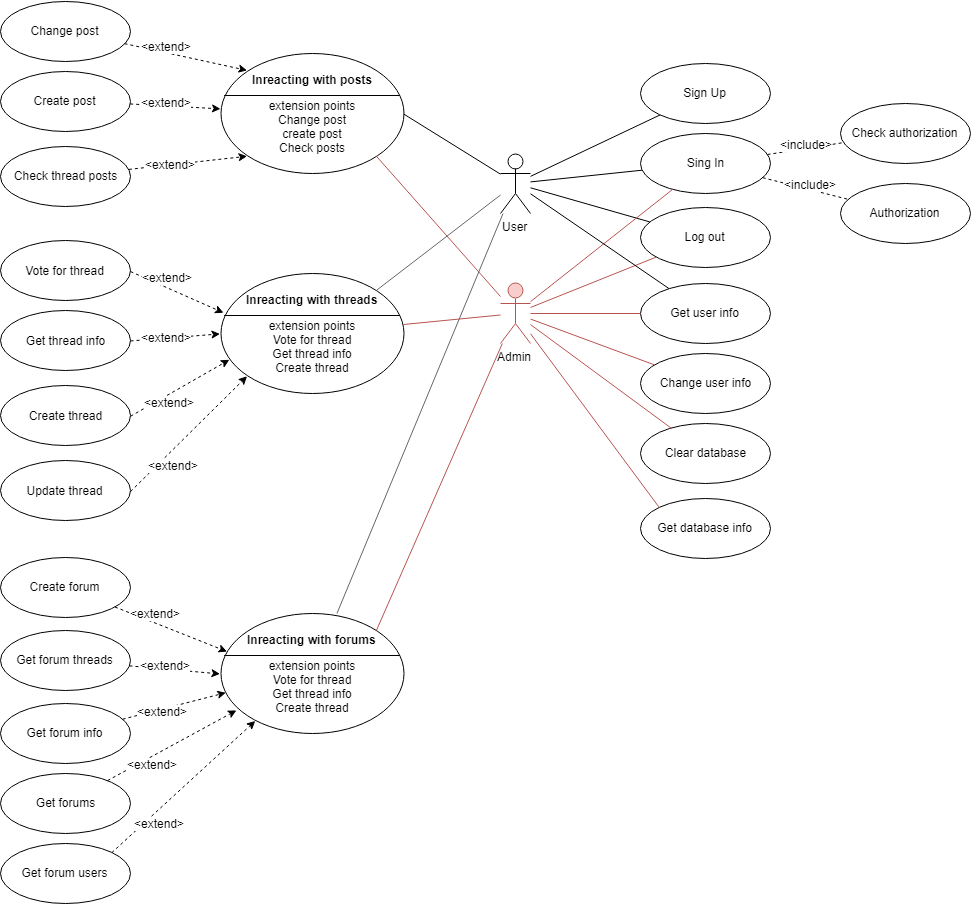 Change post
<extend>
Create post
<extend>
Check thread posts
<extend>
Inreacting with posts
extension points
Change post
create post
Check posts
Vote for thread
<extend>
Get thread info
<extend>
Create thread
<extend>
Update thread
<extend>
Inreacting with threads
extension points
Vote for thread
Get thread info
Create thread
Create forum
<extend>
Get forum threads
<extend>
Get forum info
<extend>
Get forums
<extend>
Get forum users
<extend>
Inreacting with forums
extension points
Vote for thread
Get thread info
Create thread
User
Admin
Sign Up
Sing In
<include>
Check authorization
<include>
Authorization
Log out
Get user info
Change user info
Clear database
Get database info